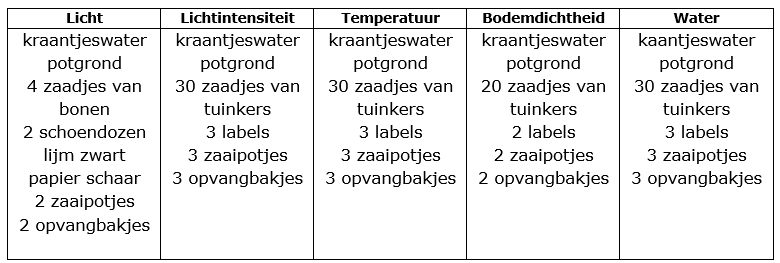 Licht Lichtintensiteit Temperatuur Bodemdichtheid Water
kraantjeswater kraantjeswater kraantjeswater kraantjeswater kaantjeswater
potgrond potgrond potgrond potgrond potgrond
4 zaadjes van 30 zaadjes van 30 zaadjes van 20 zaadjes van 30 zaadjes van
bonen tuinkers tuinkers tuinkers tuinkers
2 schoendozen 3 labels 3 labels 2 labels 3 labels
lijm zwart 3 zaaipotjes 3 zaaipotjes 2 zaaipotjes 3 zaaipotjes
papier schaar 3 opvangbakjes 3 opvangbakjes 2 opvangbakjes 3 opvangbakjes
2 zaaipotjes
2 opvangbakjes